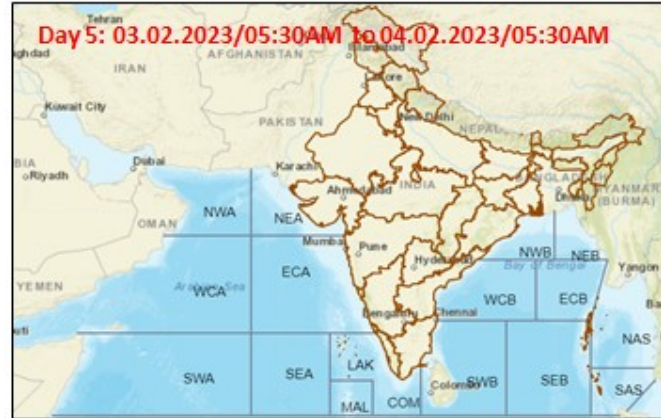 Tehran
Day 5: 03.02.2023/05:30AM to 04.02.2023/05:30AM
Islamabad
AFGHANISTAN
IRAN
Lahore
Kuwait City
New Delhi
PAKISTAN
NEPAL
Dubai
Karachi
BANGLADESH
Riyadh
Dhaka
MYANMAR
(BURMA)
Ahmedabad
INDIA
NWA
NEA
OMAN
Mumbai
Pune
Hyderabad
NWB
NEB
Bay of Bengal
Yangon
ECA
YEMEN
Arabian Sea
WCA
WCB
ECB
Bengaluru
Chennai
NAS
LAK
SWA
SEA
Colombo
SWB
SEB
SAS
MAL
COM